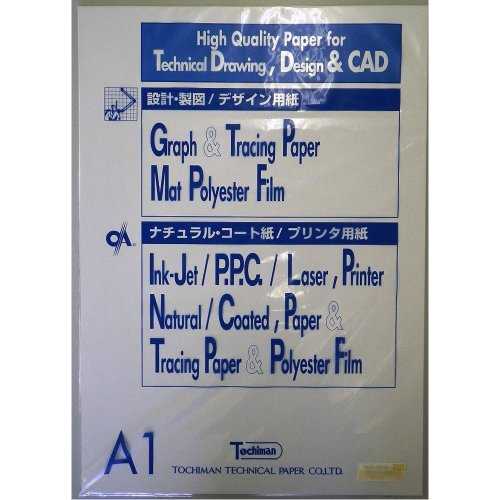 High Quality Paper for
Technical Drawing, Design & CAD
設計・製図/デザイン用紙
Graph & Tracing Paper
Mat Polyester Film
OA
ナチュラル・コート紙/プリンタ用紙
Ink-Jet/P.P.C./Laser, Printer
Natural/Coated, Paper &
Tracing Paper & Polyester Film
A1
Tochiman
TOCHIMAN TECHNICAL PAPER CO.,LTD.